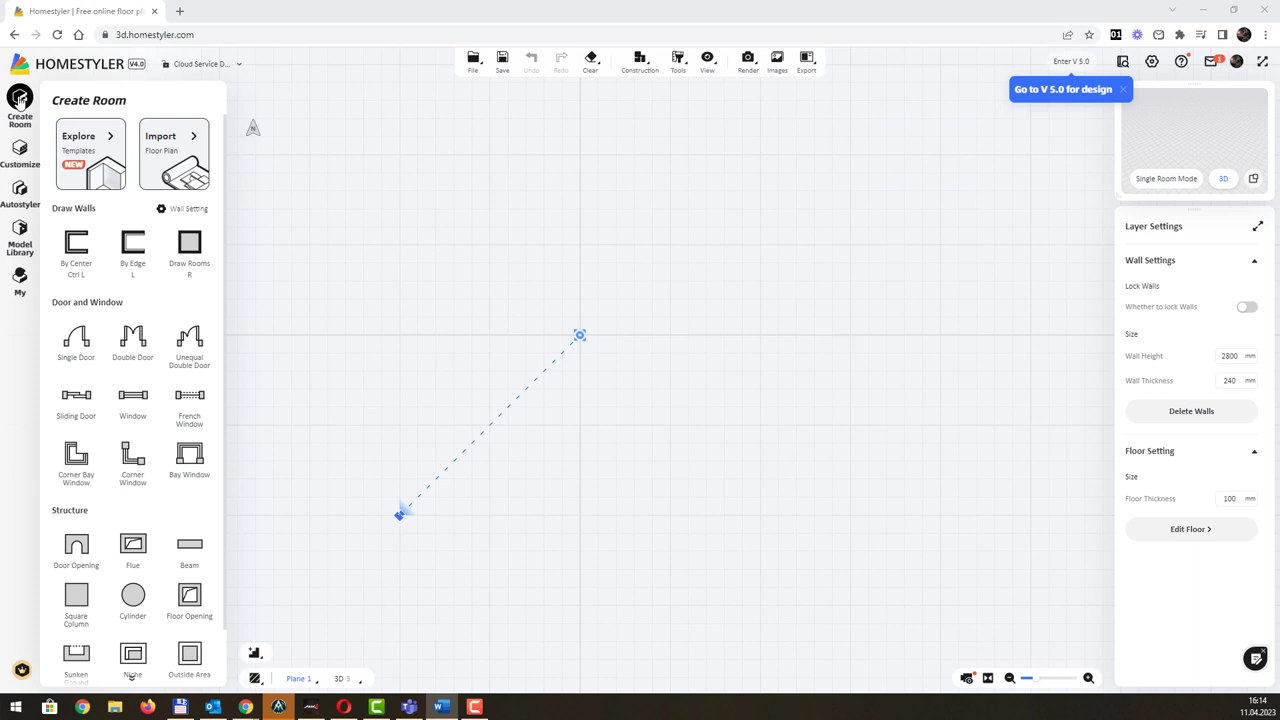 Homestyler | Free online floor pla
3d.homestyler.com
HOMESTYLER V4.0
Cloud Service D...
File
Save
Undo
Redo
Clear
Construction
Tools
View
Render
Images
Export
Enter V 5.0
1
Go to V 5.0 for design
Create
Room
Customize
Autostyler
Model
Library
My
Create Room
Explore
Templates
NEW
Import
Floor Plan
Draw Walls
Wall Setting
By Center
Ctrl L
By Edge
L
Draw Rooms
R
Door and Window
Single Door
Double Door
Unequal
Double Door
Sliding Door
Window
French
Window
Corner Bay
Window
Corner
Window
Bay Window
Structure
Door Opening
Flue
Beam
Square
Column
Cylinder
Floor Opening
Sunken
Ground
Niche
Outside Area
N
Single Room Mode
3D
Layer Settings
Wall Settings
Lock Walls
Whether to lock Walls
Size
Wall Height 2800 mm
Wall Thickness 240 mm
Delete Walls
Floor Setting
Size
Floor Thickness 100 mm
Edit Floor
Plane 1
3D 3
16:14
11.04.2023